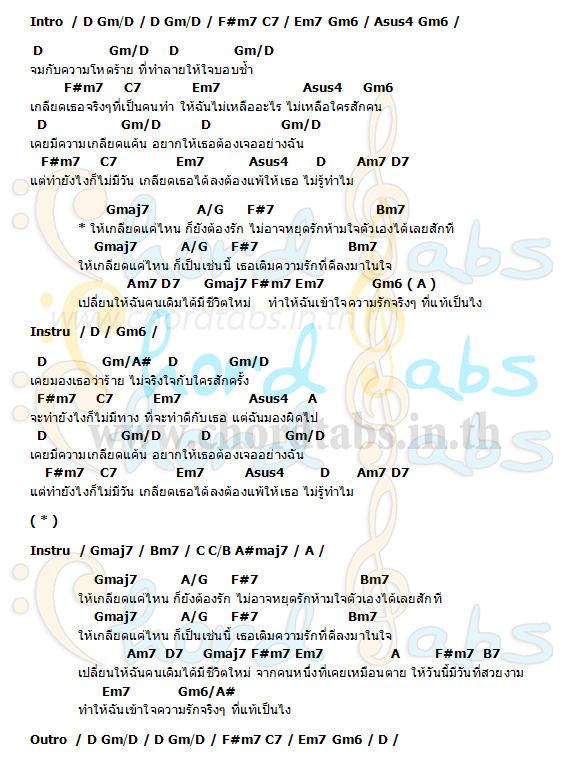 Intro / D Gm/D / D Gm/D / F#m7 C7 / Em7 Gm6 / Asus4 Gm6 /
D Gm/D D Gm/D
จมกับความโหดร้าย ที่ทำลายให้ใจบอบช้ำ
F#m7 C7 Em7 Asus4 Gm6
เกลียดเธอจริงๆที่เป็นคนทำ ให้ฉันไม่เหลืออะไร ไม่เหลือใครสักคน
D Gm/D D Gm/D
เคยมีความเกลียดแค้น อยากให้เธอต้องเจออย่างฉัน
F#m7 C7 Em7 Asus4 D Am7 D7
แต่ทำยังไงก็ไม่มีวัน เกลียดเธอได้ลงต้องแพ้ให้เธอ ไม่รู้ทำไม
Gmaj7 A/G F#7 Bm7
* ให้เกลียดแค่ไหน ก็ยังต้องรัก ไม่อาจหยุดรักห้ามใจตัวเองได้เลยสักที
Gmaj7 A/G F#m7 Bm7
ให้เกลียดแค่ไหน ก็เป็นเช่นนี้ เธอเติมความรักที่ดีลงมาในใจ
Am7 D7 Gmaj7 F#m7 Em7 Gm6 ( A )
เปลี่ยนให้ฉันคนเดิมได้มีชีวิตใหม่ ทำให้ฉันเข้าใจความรักจริงๆ ที่แท้เป็นไง
Instru / D / Gm6 /
D Gm/A# D Gm/D
เคยมองเธอว่าร้าย ไม่จริงใจกับใครสักครั้ง
F#m7 C7 Em7 Asus4 A
จะทำยังไงก็ไม่มีทาง ที่จะทำดีกับเธอ แต่ฉันมองผิดไป
D Gm/D D Gm/D
เคยมีความเกลียดแค้น อยากให้เธอต้องเจออย่างฉัน
F#m7 C7 Em7 Asus4 D Am7 D7
แต่ทำยังไงก็ไม่มีวัน เกลียดเธอได้ลงต้องแพ้ให้เธอ ไม่รู้ทำไม
( * )
Instru / Gmaj7 / Bm7 / C C/B A#maj7 / A /
Gmaj7 A/G F#7 Bm7
ให้เกลียดแค่ไหน ก็ยังต้องรัก ไม่อาจหยุดรักห้ามใจตัวเองได้เลยสักที
Gmaj7 A/G F#m7 Bm7
ให้เกลียดแค่ไหน ก็เป็นเช่นนี้ เธอเติมความรักที่ดีลงมาในใจ
Am7 D7 Gmaj7 F#m7 Em7 A F#m7 B7
เปลี่ยนให้ฉันคนเดิมได้มีชีวิตใหม่ จากคนหนึ่งที่เคยเหมือนตาย ให้วันนี้มีวันที่สวยงาม
Em7 Gm6/A#
ทำให้ฉันเข้าใจความรักจริงๆ ที่แท้เป็นไง
Outro / D Gm/D / D Gm/D / F#m7 C7 / Em7 Gm6 / D /
www.chordtabs.in.th